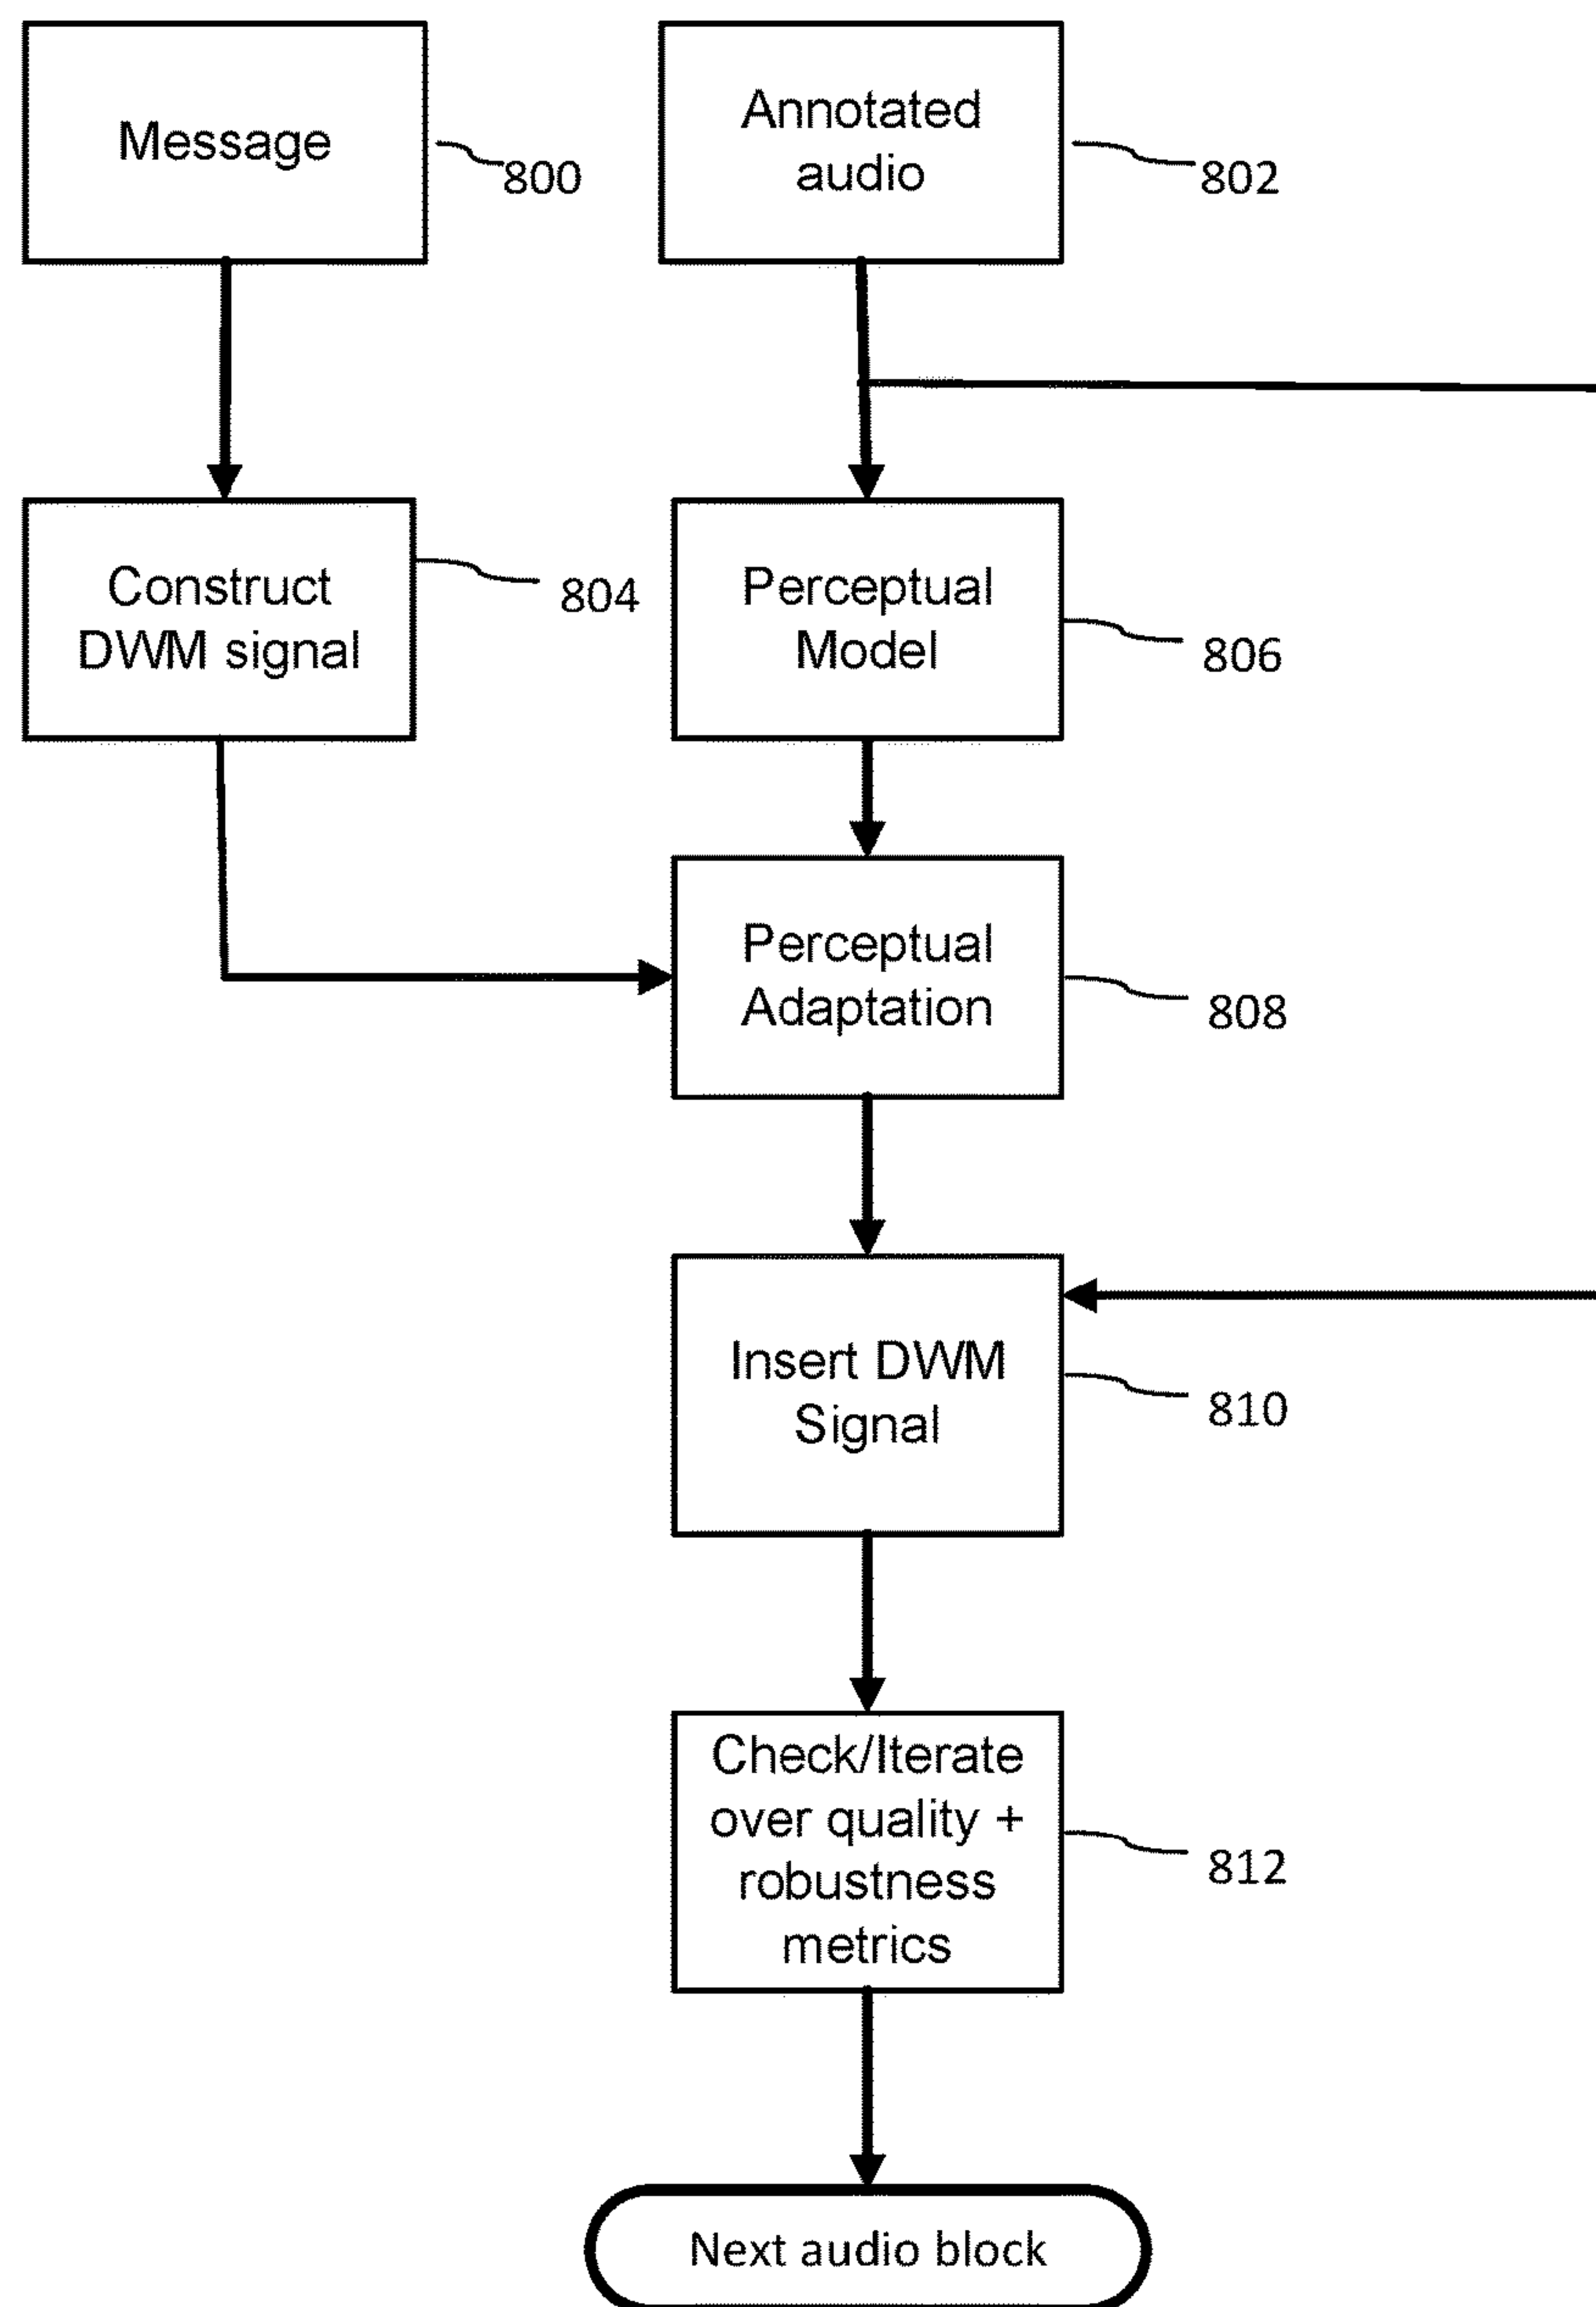 Message
800
Annotated
audio
802
Construct
DWM signal
804
Perceptual
Model
806
Perceptual
Adaptation
808
Insert DWM
Signal
810
Check/Iterate
over quality +
robustness
metrics
812
Next audio block